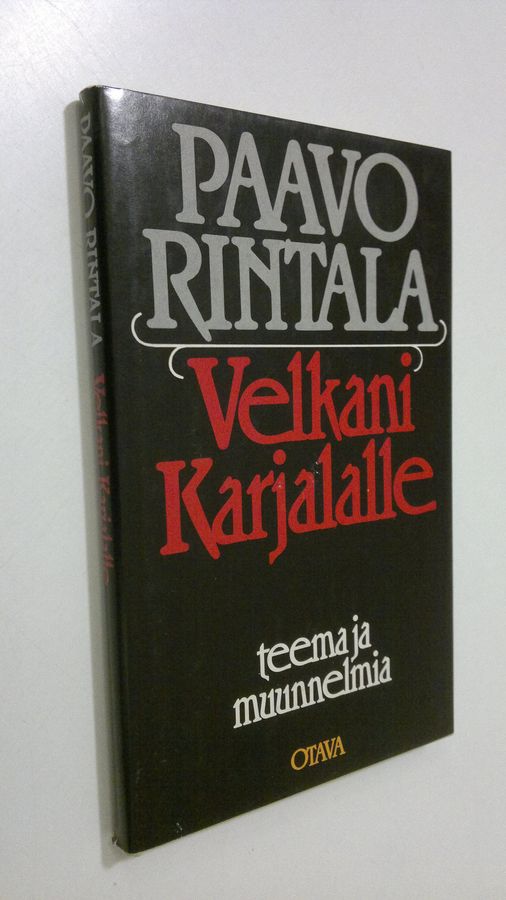 PAAVO
RINTALA
Velkani
Karjalalle
teema ja
muunnelmia
OTAVA
PAAVO RINTALA Velkani Karjalalle